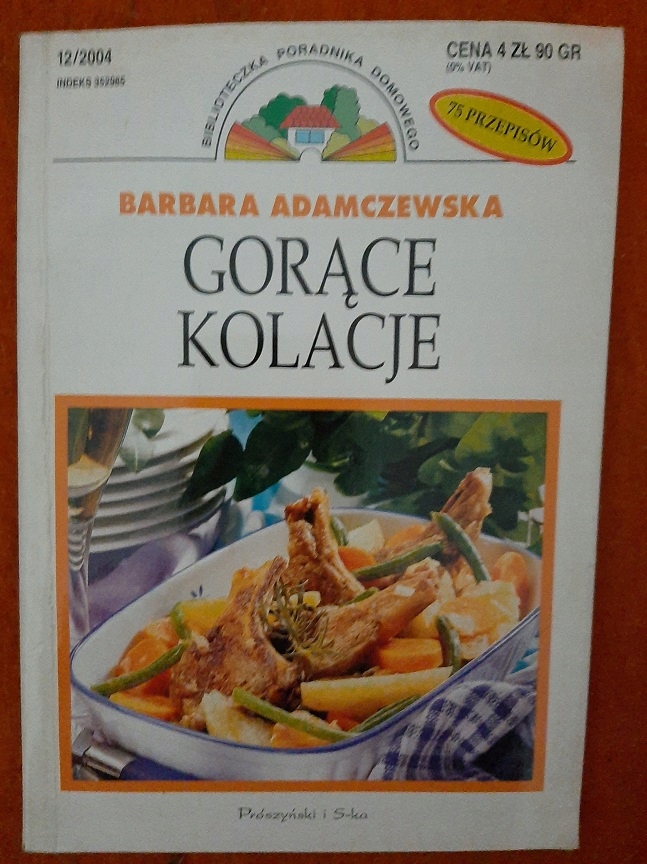 12/2004
INDEKS 352985
BIBLIOTECZKA PORADNIKA DOMOWEGO
CENA 4 ZŁ 90 GR
(0% VAT)
75 PRZEPISÓW
BARBARA ADAMCZEWSKA
GORĄCE
KOLACJE
Prószyński i S-ka